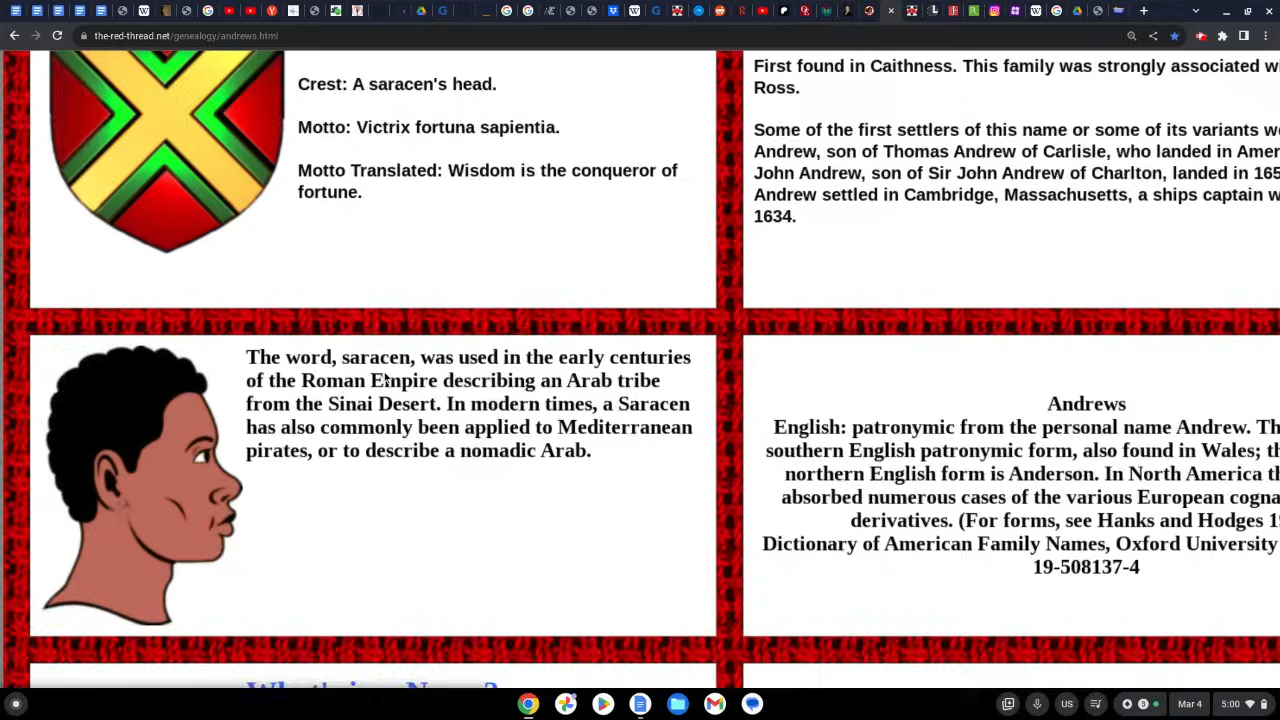 the-red-thread.net/genealogy/andrews.html
Crest: A saracen's head.
Motto: Victrix fortuna sapientia.
Motto Translated: Wisdom is the conqueror of
fortune.
First found in Caithness. This family was strongly associated wi
Ross.
Some of the first settlers of this name or some of its variants we
Andrew, son of Thomas Andrew of Carlisle, who landed in Amer
John Andrew, son of Sir John Andrew of Charlton, landed in 165
Andrew settled in Cambridge, Massachusetts, a ships captain w
1634.
The word, saracen, was used in the early centuries
of the Roman Empire describing an Arab tribe
from the Sinai Desert. In modern times, a Saracen
has also commonly been applied to Mediterranean
pirates, or to describe a nomadic Arab.
Andrews
English: patronymic from the personal name Andrew. Th
southern English patronymic form, also found in Wales; th
northern English form is Anderson. In North America th
absorbed numerous cases of the various European cogna
derivatives. (For forms, see Hanks and Hodges 1
Dictionary of American Family Names, Oxford University
19-508137-4
What's in a Name?
US
3
Mar 4
5:00